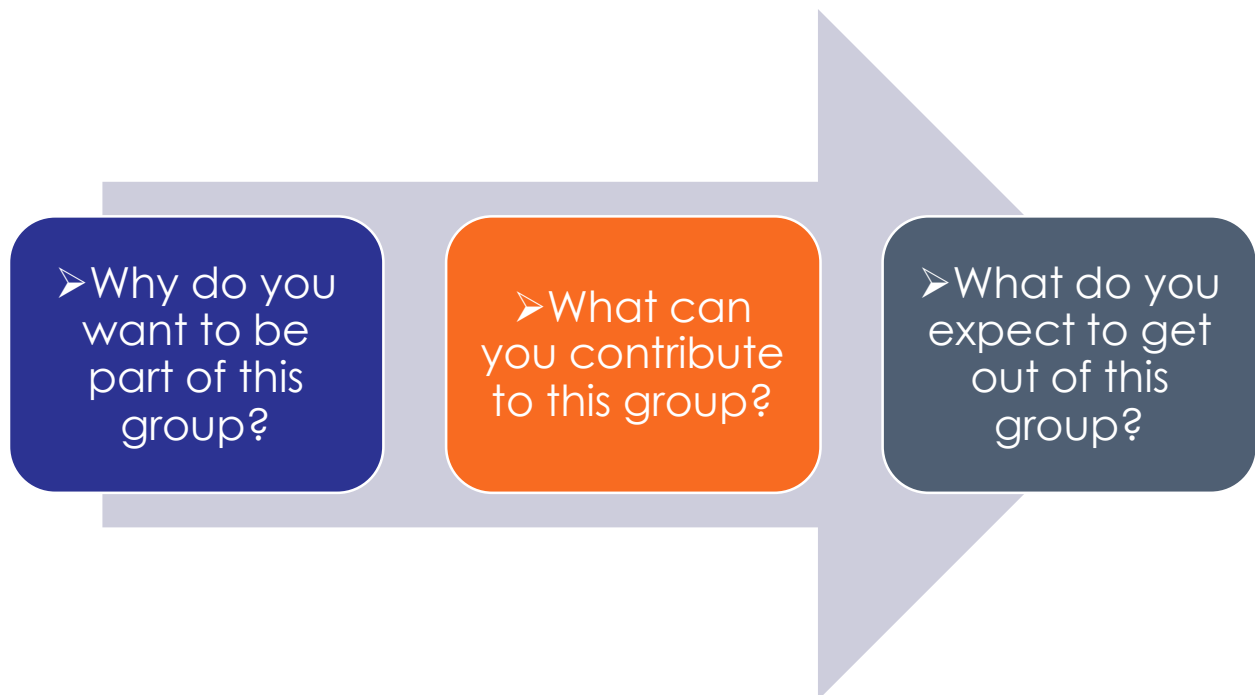 ➢Why do you
want to be
part of this
group?
➢What can
you contribute
to this group?
➢What do you
expect to get
out of this
group?